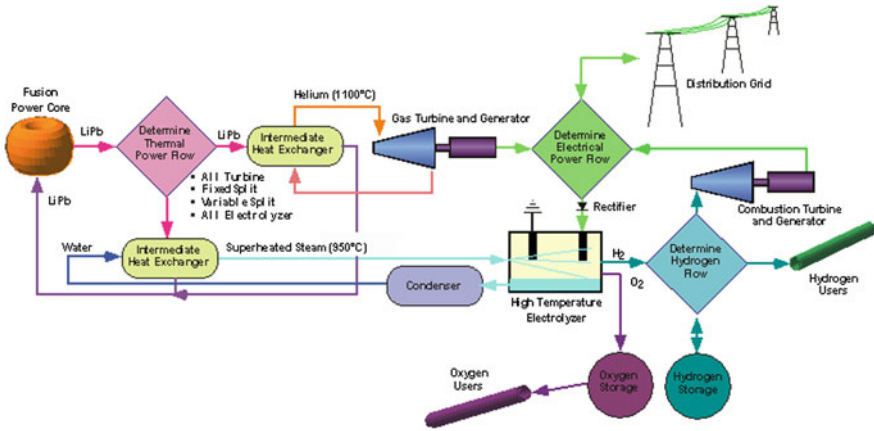 Fusion
Power Core
LiPb
Determine
Thermal
Power Flow
LiPb
Intermediate
Heat Exchanger
Helium (1100°C)
Gas Turbine and Generator
Determine
Electrical
Power Flow
Distribution Grid
• All Turbine
• Fixed Split
• Variable Split
• All Electrolyzer
LiPb
Rectifier
Combustion Turbine
and Generator
Water
Intermediate
Heat Exchanger
Superheated Steam (950°C)
Condenser
High Temperature
Electrolyzer
H2
O2
Determine
Hydrogen
Flow
Hydrogen
Users
Oxygen
Users
Oxygen
Storage
Hydrogen
Storage